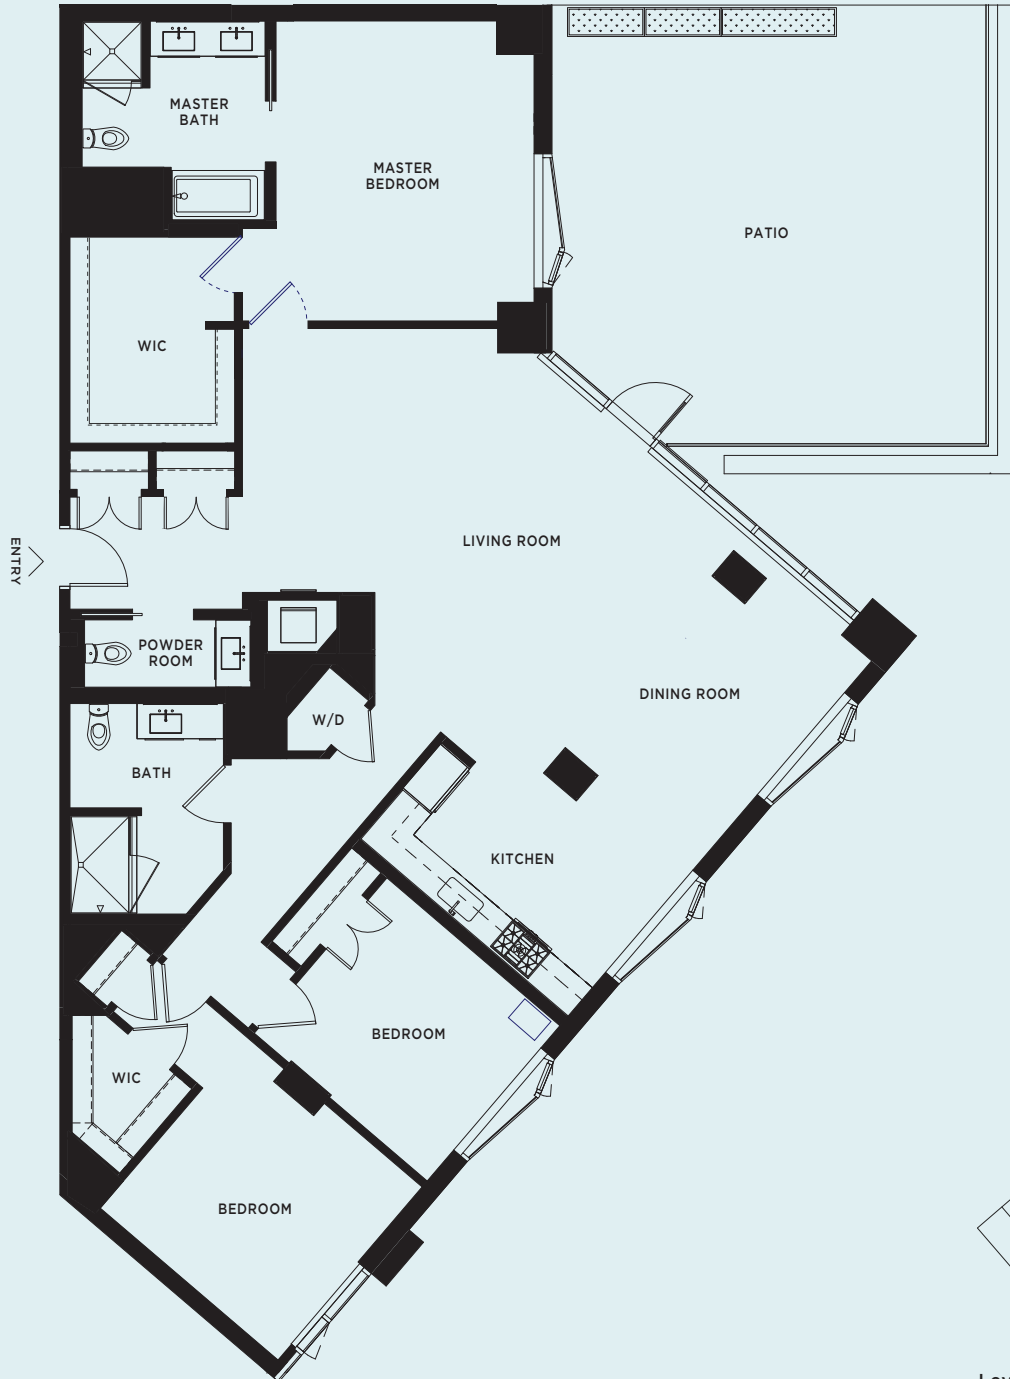 MASTER
BATH
MASTER
BEDROOM
PATIO
WIC
ENTRY
LIVING ROOM
POWDER
ROOM
DINING ROOM
W/D
BATH
KITCHEN
BEDROOM
WIC
BEDROOM